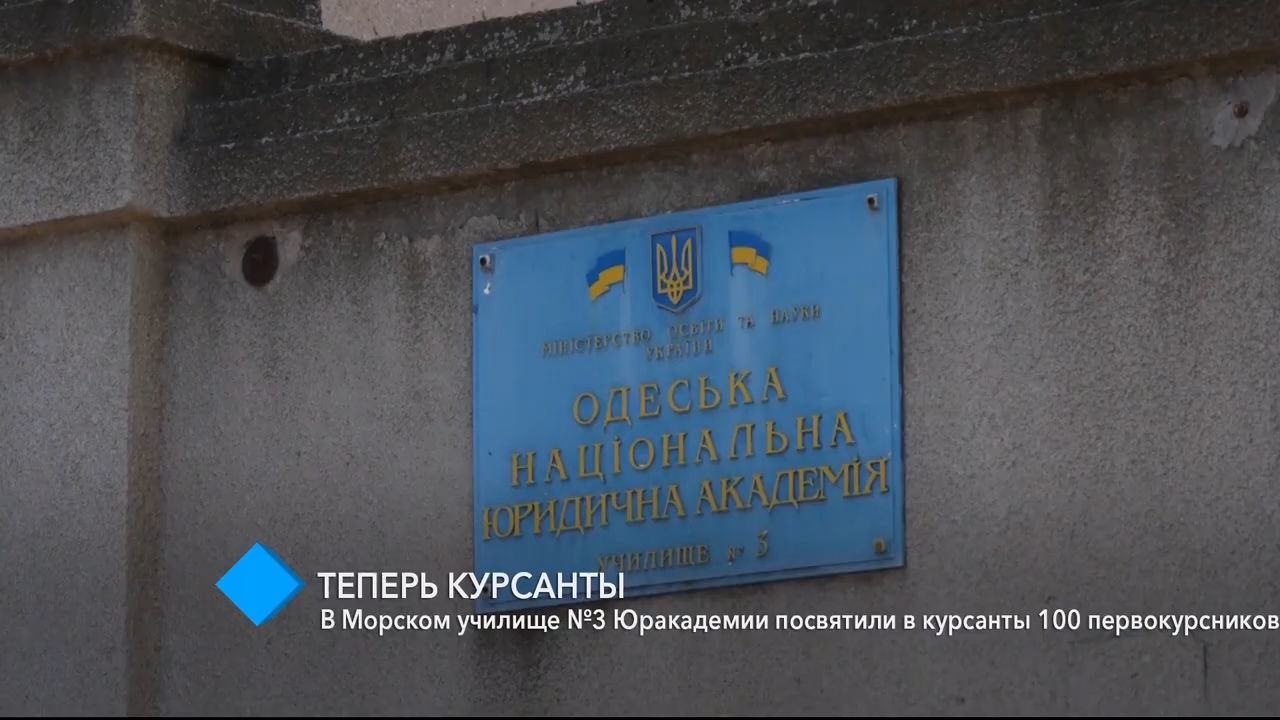 МІНІСТЕРСТВО ОСВІТИ ТА НАУКИ
УКРАЇНИ
ОДЕСЬКА
НАЦІОНАЛЬНА
ЮРИДИЧНА АКАДЕМІЯ
УЧИЛИЩЕ № 3
ТЕПЕРЬ КУРСАНТЫ
В Морском училище №3 Юракадемии посвятили в курсанты 100 первокурсников